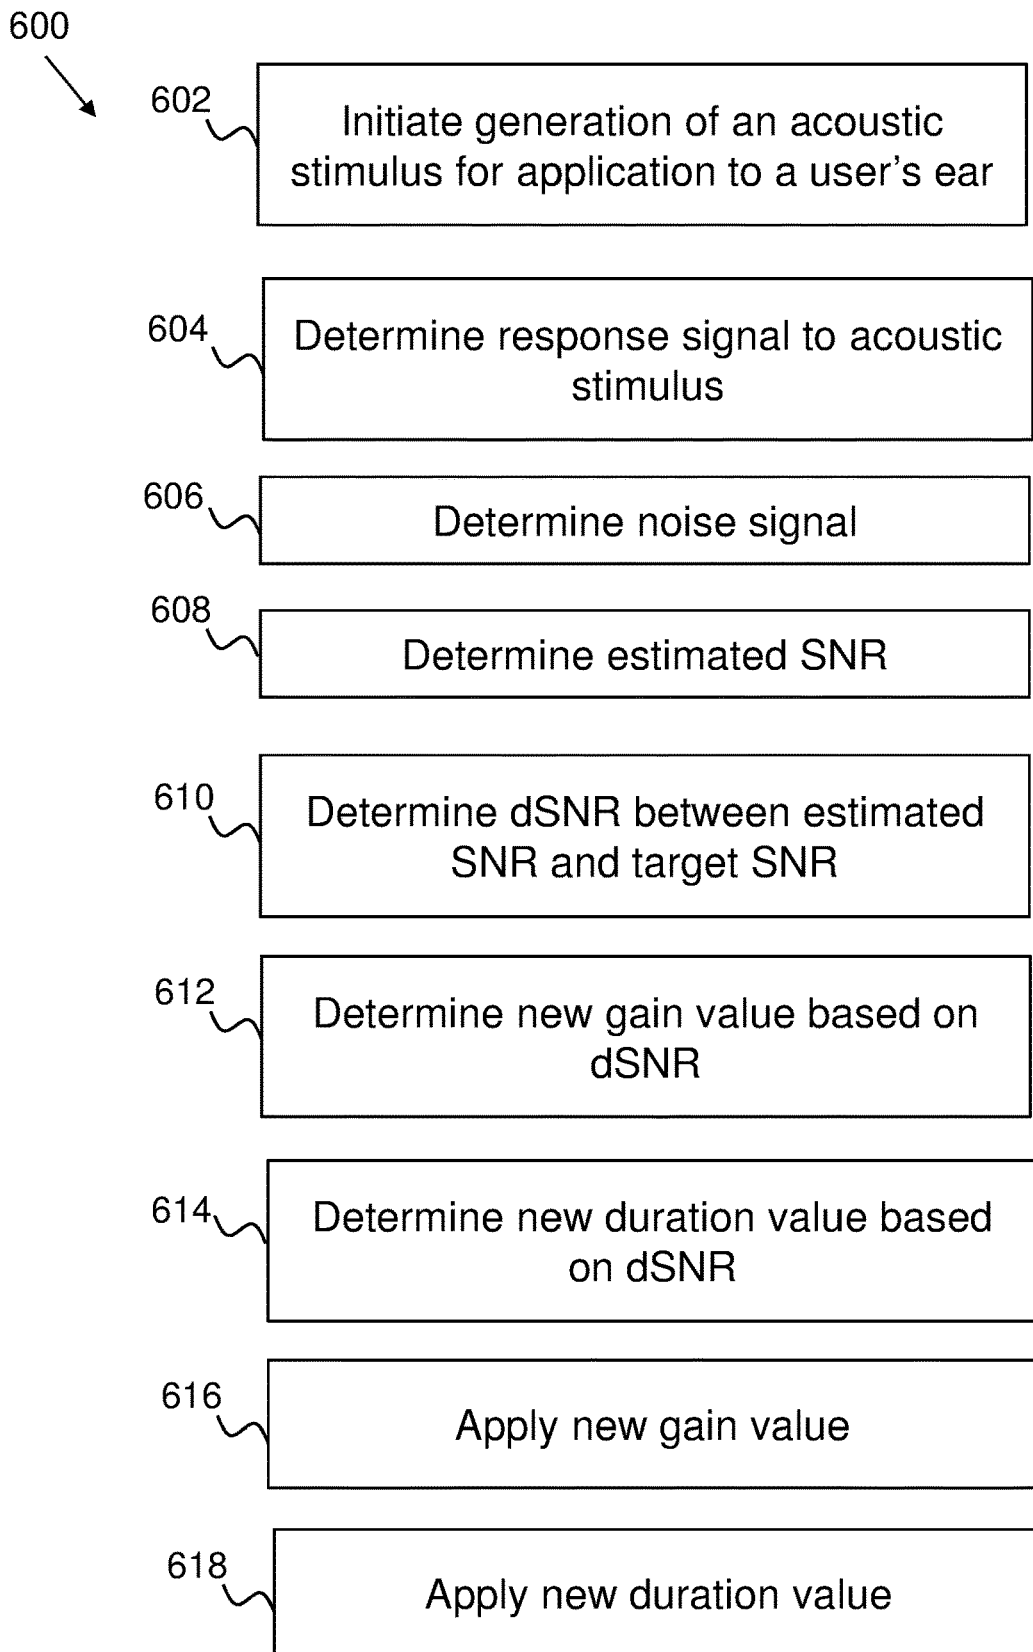 600
602
Initiate generation of an acoustic
stimulus for application to a user's ear
604
Determine response signal to acoustic
stimulus
606
Determine noise signal
608
Determine estimated SNR
610
Determine dSNR between estimated
SNR and target SNR
612
Determine new gain value based on
dSNR
614
Determine new duration value based
on dSNR
616
Apply new gain value
618
Apply new duration value